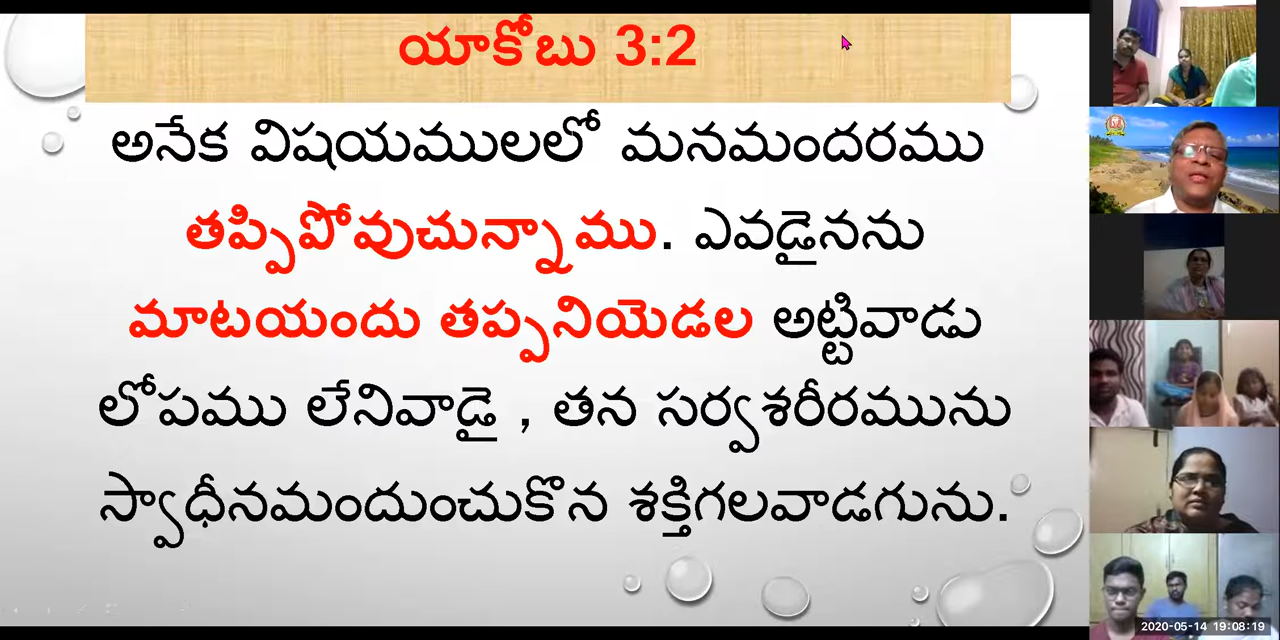 యాకోబు 3:2
అనేక విషయములలో మనమందరము
తప్పిపోవుచున్నాము. ఎవడైనను
మాటయందు తప్పనియెడల అట్టివాడు
లోపము లేనివాడై , తన సర్వశరీరమును
స్వాధీనమందుంచుకొన శక్తిగలవాడగును.
2020-05-14 19:08:19